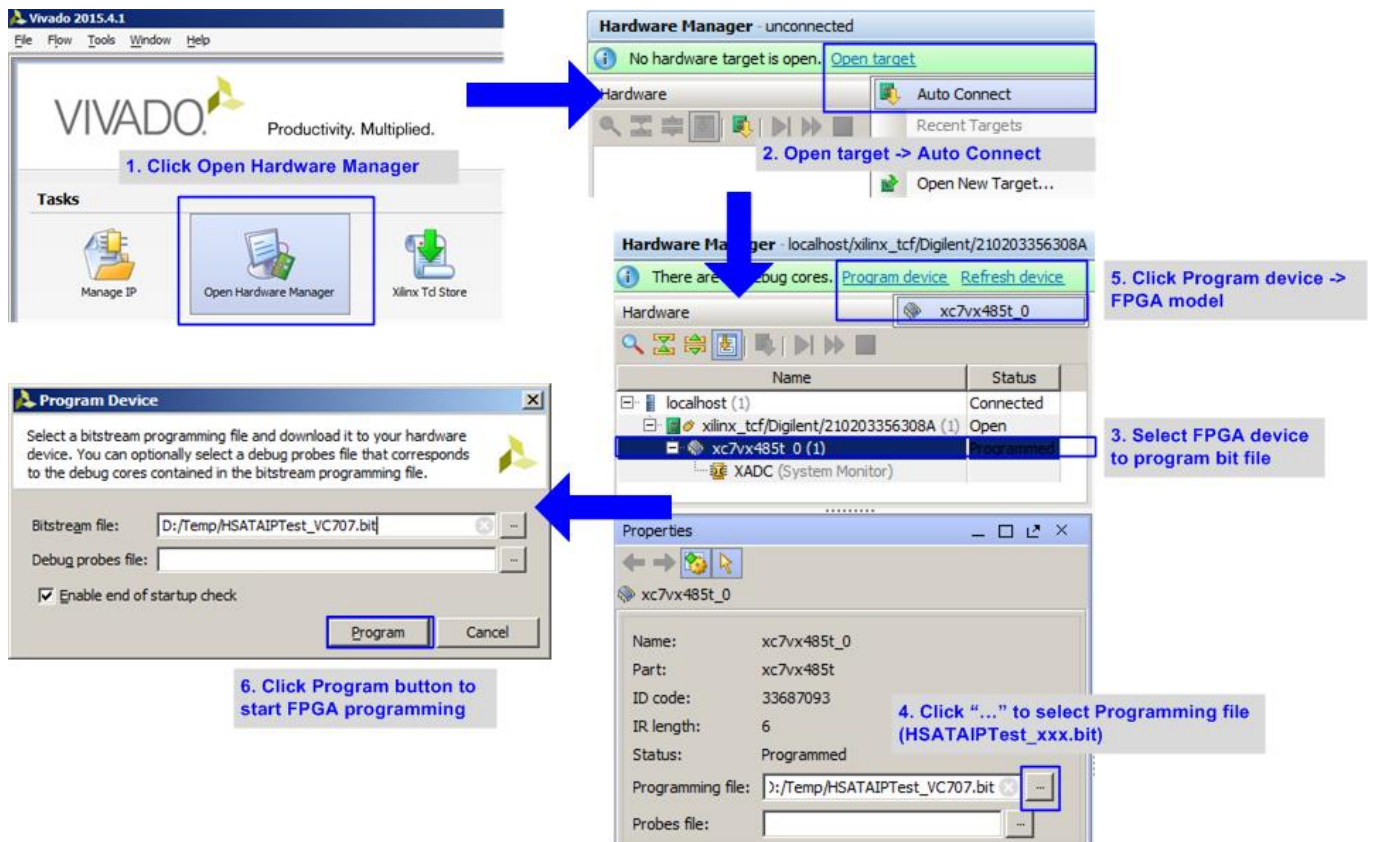 Vivado 2015.4.1
File Flow Tools Window Help
VIVADO.
Productivity. Multiplied.
1. Click Open Hardware Manager
Tasks
Manage IP
Open Hardware Manager
Xilinx Tcl Store
Hardware Manager - unconnected
No hardware target is open. Open target
Hardware
Auto Connect
Recent Targets
2. Open target -> Auto Connect
Open New Target...
Hardware Manager - localhost/xilinx_tcf/Digilent/210203356308A
There are debug cores. Program device Refresh device
Hardware
xc7vx485t_0
5. Click Program device ->
FPGA model
Name Status
localhost (1) Connected
xilinx_tcf/Digilent/210203356308A (1) Open
xc7vx485t_0 (1) Programmed
XADC (System Monitor)
3. Select FPGA device
to program bit file
Properties
xc7vx485t_0
Name: xc7vx485t_0
Part: xc7vx485t
ID code: 33687093
IR length: 6
Status: Programmed
Programming file: D:/Temp/HSATAIPTest_VC707.bit ...
Probes file: ...
4. Click “...” to select Programming file
(HSATAIPTest_xxx.bit)
Program Device
Select a bitstream programming file and download it to your hardware
device. You can optionally select a debug probes file that corresponds
to the debug cores contained in the bitstream programming file.
Bitstream file: D:/Temp/HSATAIPTest_VC707.bit ...
Debug probes file: ...
Enable end of startup check
Program Cancel
6. Click Program button to
start FPGA programming